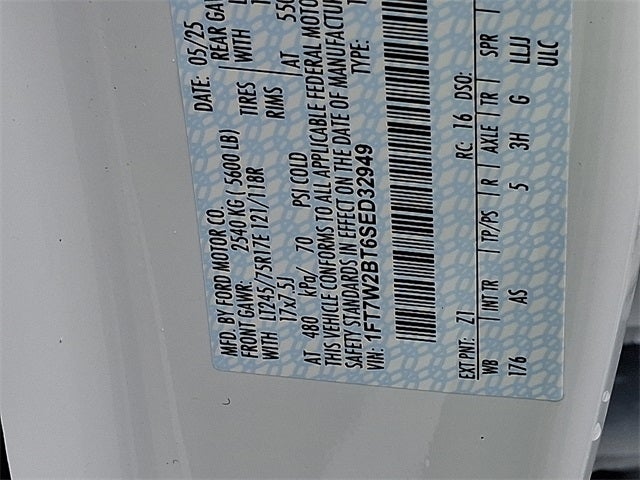 MFD. BY FORD MOTOR CO.
DATE: 05/25
FRONT GAWR: 2540 KG ( 5600 LB)
REAR GA
WITH LT245/75R17E 121/118R
TIRES
WITH
17x7.5J
RIMS
AT 480 kPa/ 70 PSI COLD
AT 550
THIS VEHICLE CONFORMS TO ALL APPLICABLE FEDERAL MOTO
SAFETY STANDARDS IN EFFECT ON THE DATE OF MANUFACTUR
VIN: 1FT7W2BT6SED32949
TYPE:
EXT PNT: Z1 RC: 16 DSO:
WB INT TR TP/PS R AXLE TR SPR
176 AS 5 3H G LLJJ
ULC